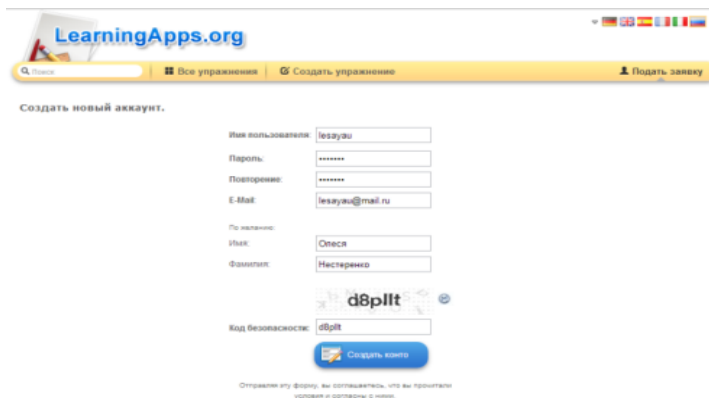 LearningApps.org
Поиск
Все упражнения
Создать упражнение
Подать заявку
Создать новый аккаунт.
Имя пользователя: lesayau
Пароль: •••••••
Повторение: •••••••
E-Mail: lesayau@mail.ru
По желанию:
Имя: Олеся
Фамилия: Нестеренко
d8pllt
Код безопасности: d8pllt
Создать конто
Отправляя эту форму, вы соглашаетесь, что вы прочитали
условия и согласны с ними.